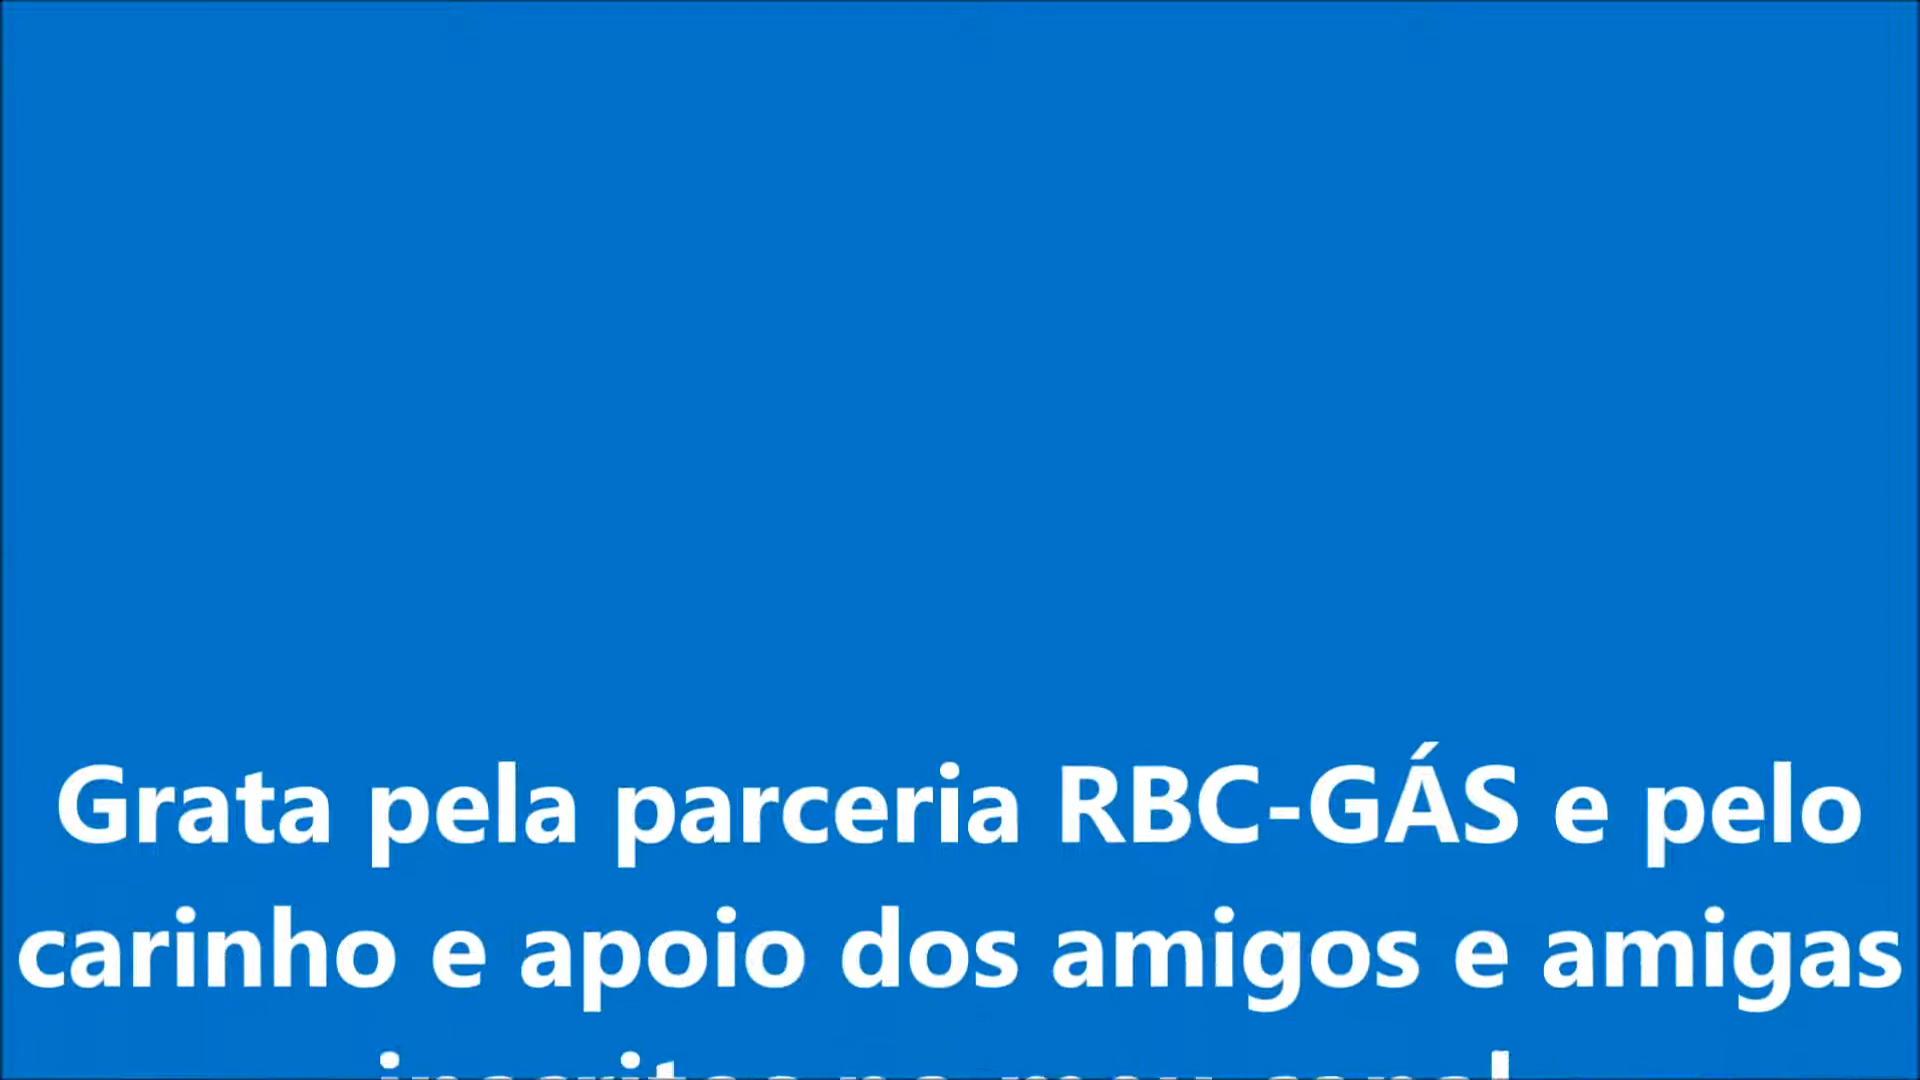 Grata pela parceria RBC-GÁS e pelo
carinho e apoio dos amigos e amigas